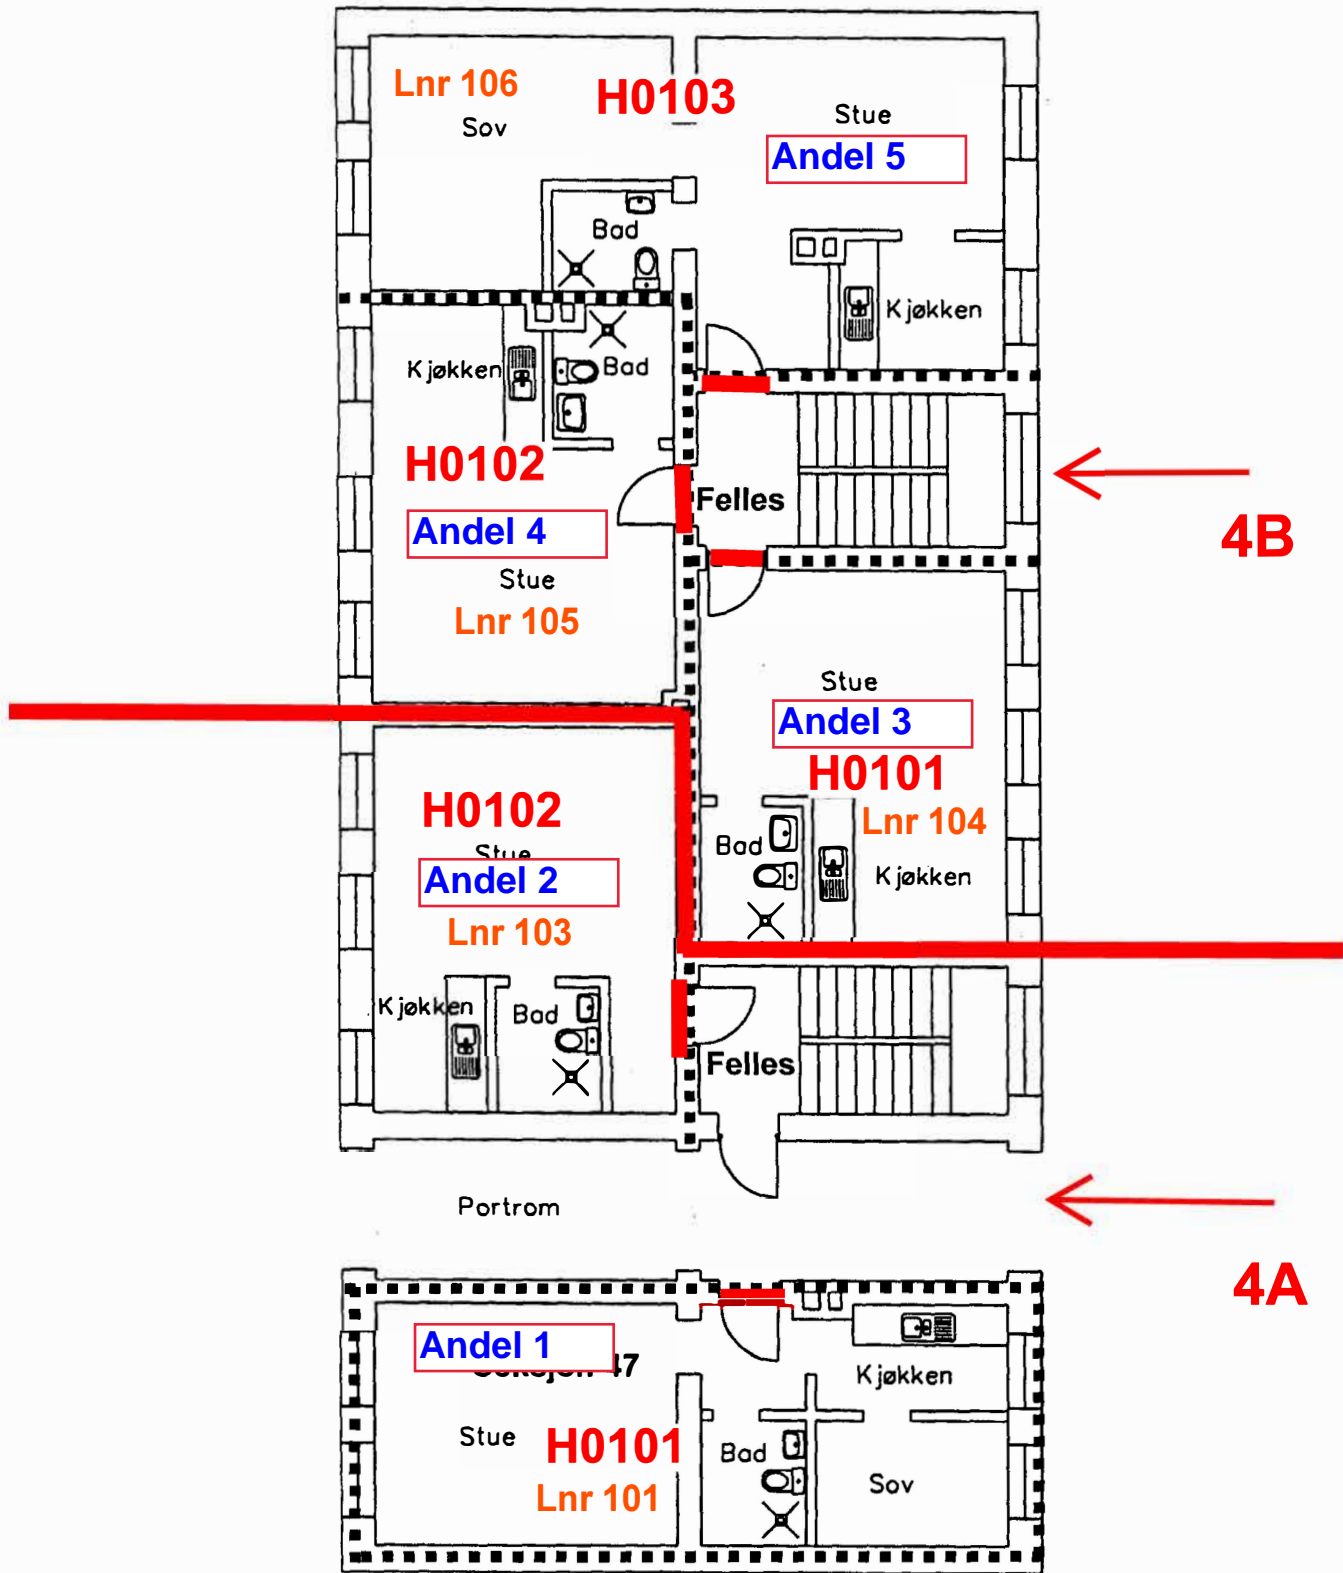 Lnr 106
H0103
Sov
Stue
Andel 5
Bad
Kjøkken
Kjøkken
Bad
H0102
Felles
Andel 4
4B
Stue
Lnr 105
Stue
Andel 3
H0101
H0102
Lnr 104
Stue
Bad
Andel 2
Kjøkken
Lnr 103
Kjøkken
Bad
Felles
Portrom
4A
Andel 1
47
Kjøkken
Stue
H0101
Bad
Sov
Lnr 101